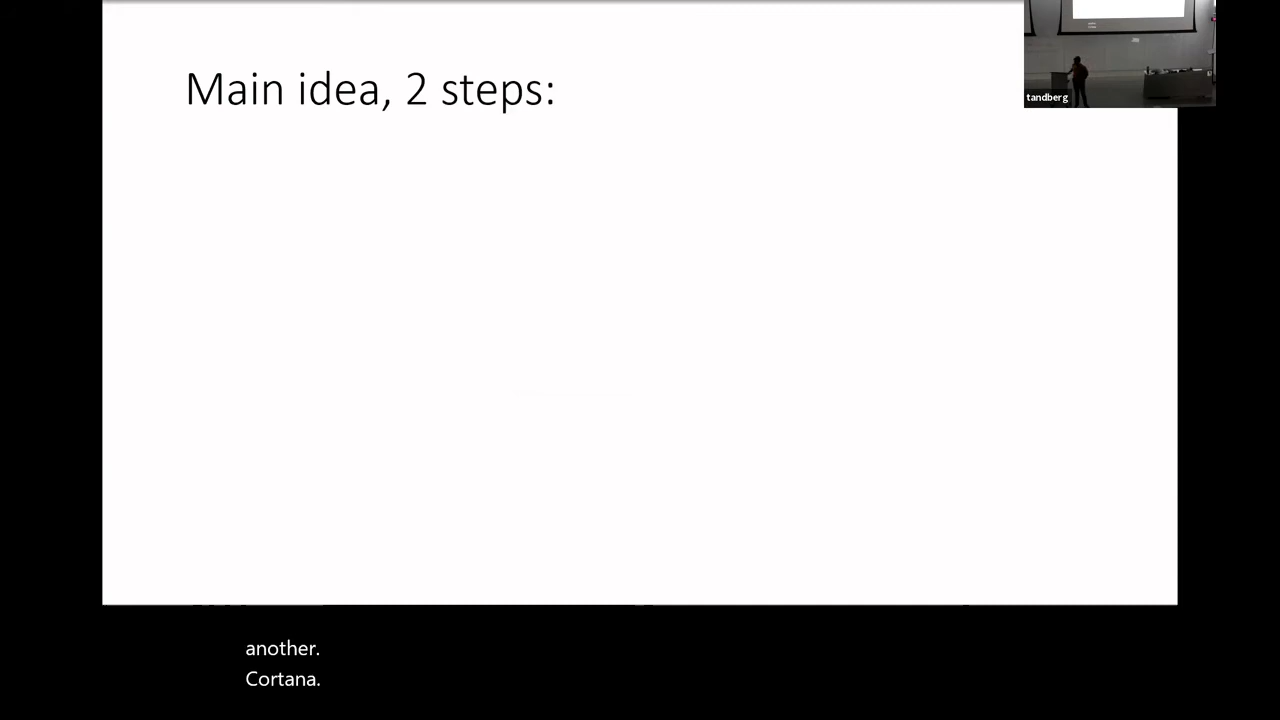 Main idea, 2 steps:
tandberg
another.
Cortana.